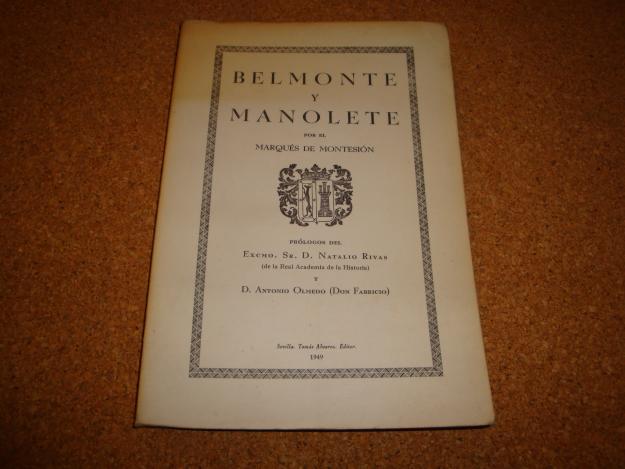 BELMONTE
Y
MANOLETE
POR EL
MARQUÉS DE MONTESIÓN
PRÓLOGOS DEL
EXCMO. SR. D. NATALIO RIVAS
(de la Real Academia de la Historia)
Y
D. ANTONIO OLMEDO (DON FABRICIO)
Sevilla. Tomás Alvarez. Editor.
1949